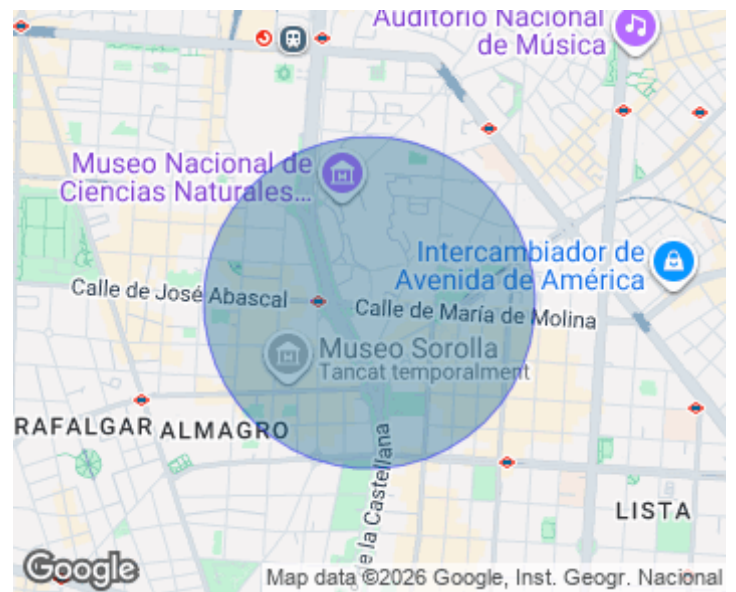 Auditorio Nacional
de Música
Museo Nacional de
Ciencias Naturales...
Intercambiador de
Avenida de América
Calle de José Abascal
Calle de María de Molina
Museo Sorolla
Tancat temporalment
RAFALGAR
ALMAGRO
e la Castellana
LISTA
Google
Map data ©2026 Google, Inst. Geogr. Nacional